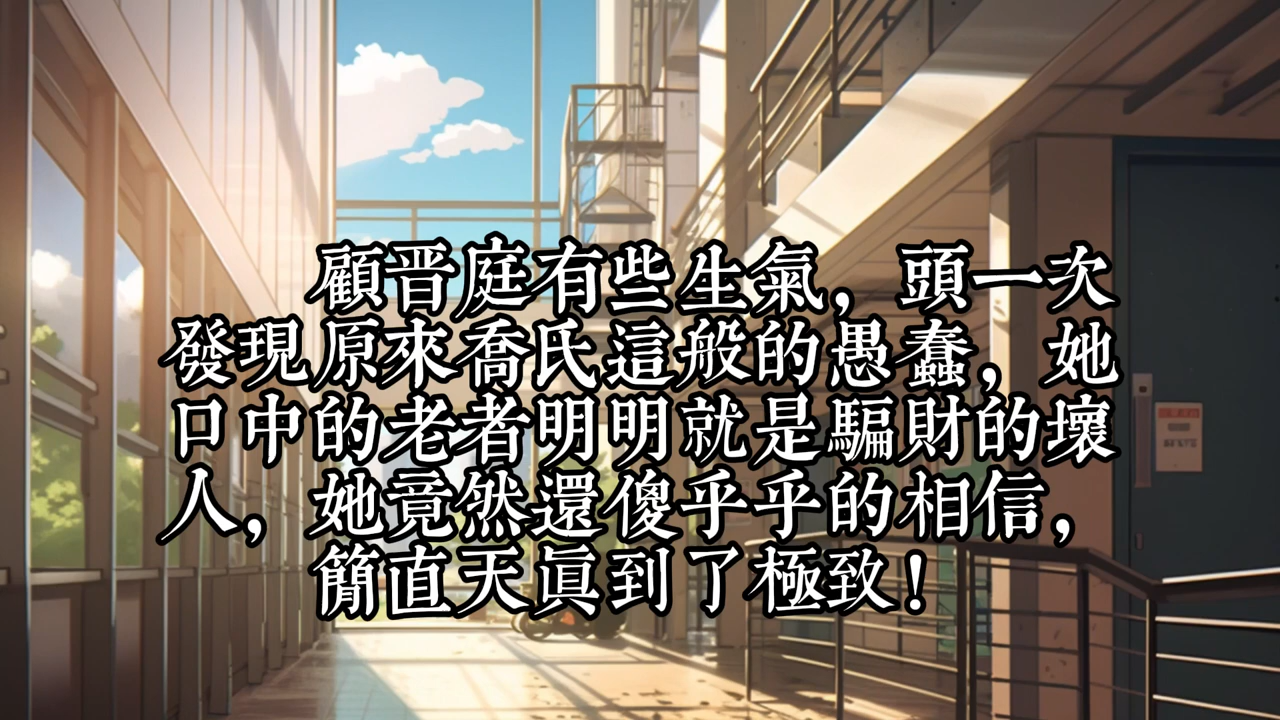 顧晋庭有些生氣，頭一次
發現原來喬氏這般的愚蠢，她
口中的老者明明就是騙財的壞
人，她竟然還傻乎乎的相信，
簡直天眞到了極致！